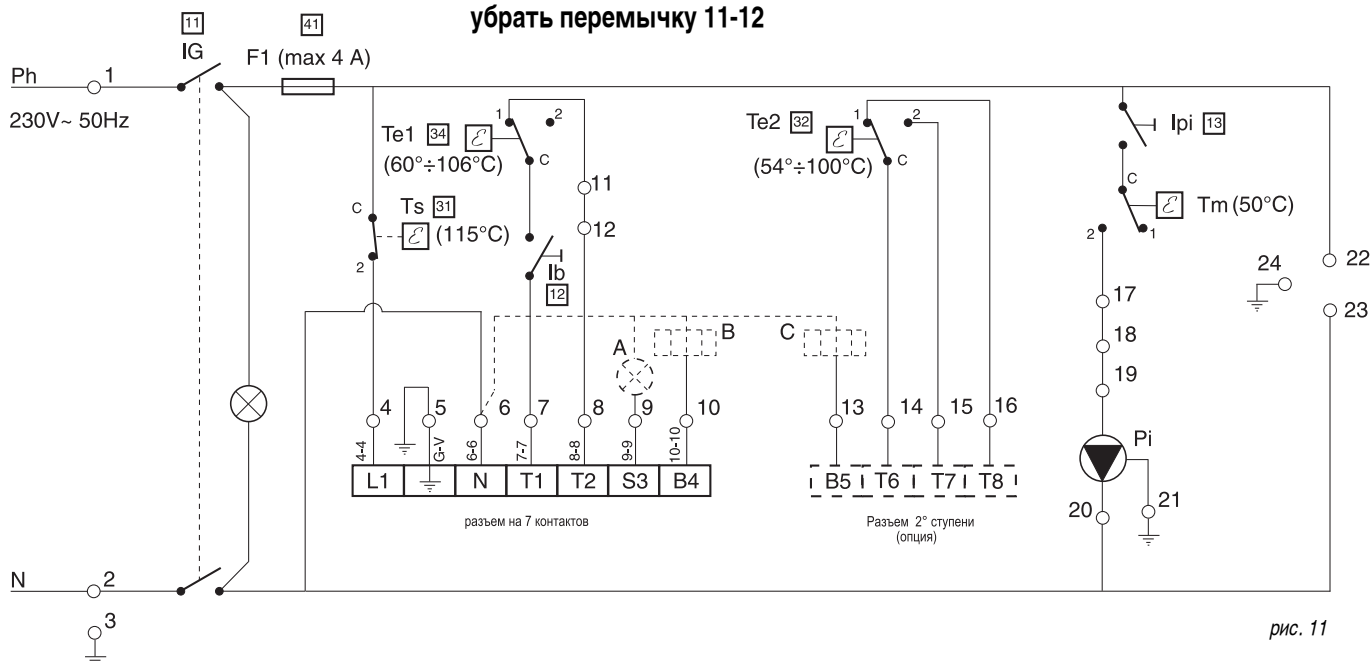 убрать перемычку 11-12
11
41
IG
F1 (max 4 A)
Ph
1
230V~ 50Hz
Te1
34
ℰ
1
2
C
(60°÷106°C)
Te2
32
ℰ
1
2
C
(54°÷100°C)
Ipi
13
C
ℰ
Tm (50°C)
2
1
11
12
C
Ts
31
ℰ
(115°C)
2
Ib
12
24
22
23
17
18
19
A
B
C
4
5
6
7
8
9
10
13
14
15
16
4-4
G-V
6-6
7-7
8-8
9-9
10-10
L1
N
T1
T2
S3
B4
B5
T6
T7
T8
Pi
20
21
разъем на 7 контактов
Разъем 2° ступени
(опция)
N
2
3
рис. 11